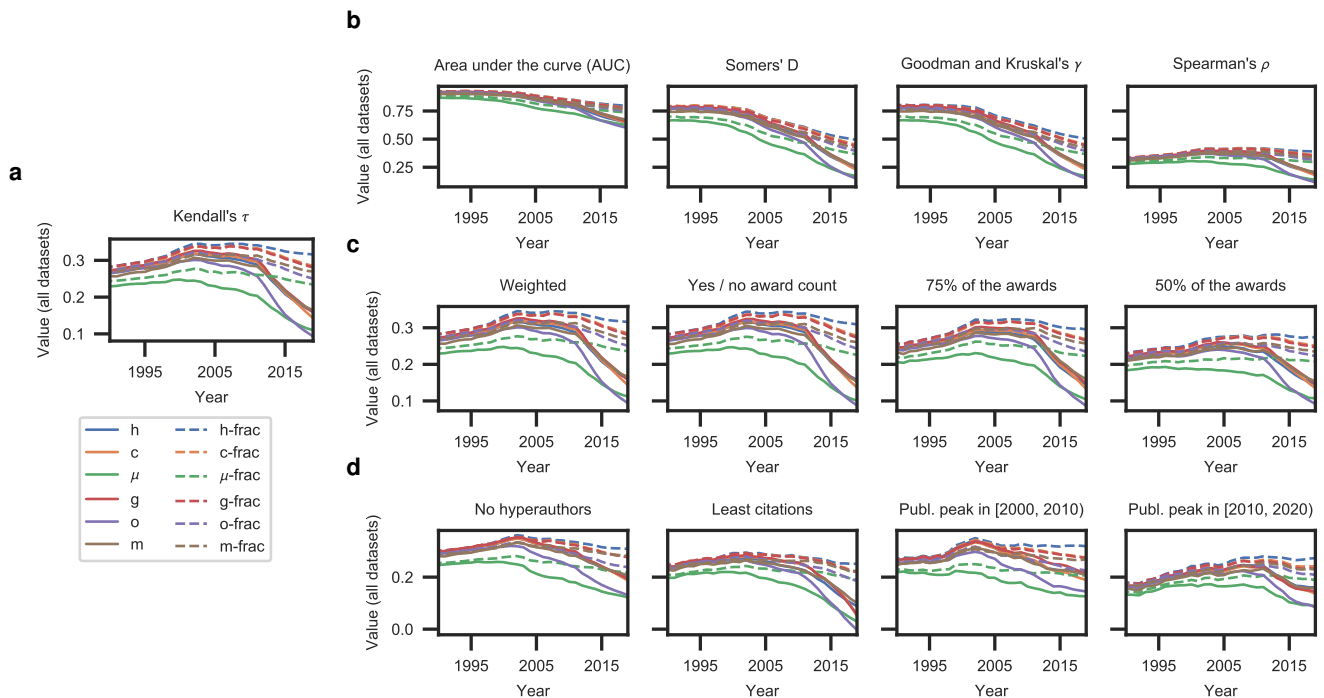 a
Kendall's τ
Value (all datasets)
0.3
0.2
0.1
1995
2005
2015
Year
h
h-frac
c
c-frac
μ
μ-frac
g
g-frac
o
o-frac
m
m-frac
b
Area under the curve (AUC)
Somers' D
Goodman and Kruskal's γ
Spearman's ρ
Value (all datasets)
0.75
0.50
0.25
1995 2005 2015
1995 2005 2015
1995 2005 2015
1995 2005 2015
Year
Year
Year
Year
c
Weighted
Yes / no award count
75% of the awards
50% of the awards
Value (all datasets)
0.3
0.2
0.1
1995 2005 2015
1995 2005 2015
1995 2005 2015
1995 2005 2015
Year
Year
Year
Year
d
No hyperauthors
Least citations
Publ. peak in [2000, 2010)
Publ. peak in [2010, 2020)
Value (all datasets)
0.2
0.0
1995 2005 2015
1995 2005 2015
1995 2005 2015
1995 2005 2015
Year
Year
Year
Year